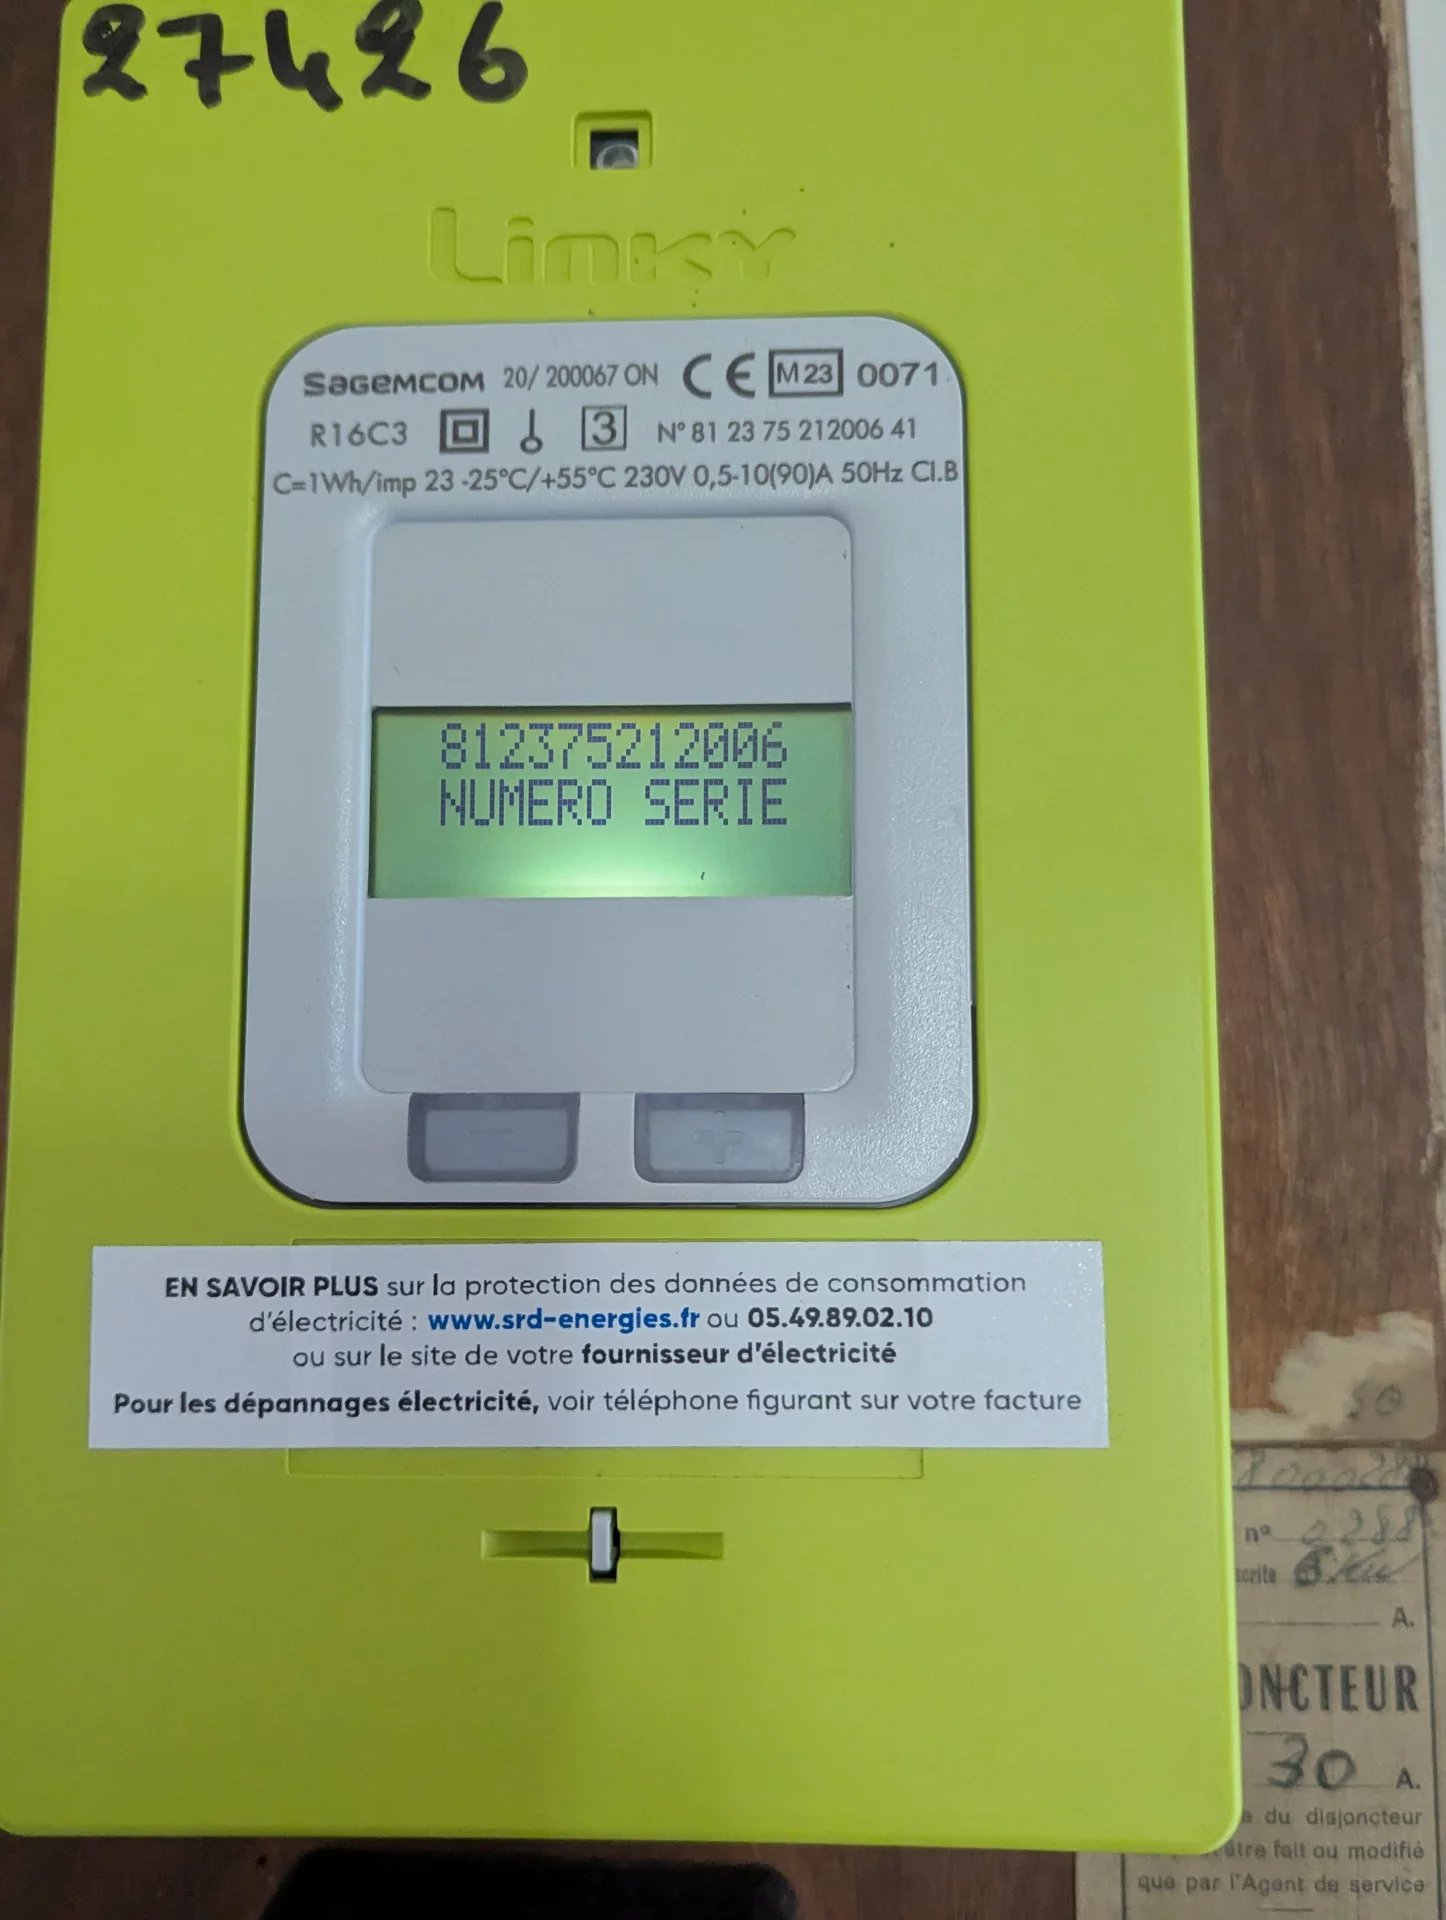 27426
Linky
SAGEMCOM 20/ 200067 ON CE M23 0071
R16C3 3 N° 81 23 75 212006 41
C=1Wh/imp 23 -25°C/+55°C 230V 0,5-10(90)A 50Hz Cl.B
812375212006
NUMERO SERIE
- +
EN SAVOIR PLUS sur la protection des données de consommation
d'électricité : www.srd-energies.fr ou 05.49.89.02.10
ou sur le site de votre fournisseur d'électricité
Pour les dépannages électricité, voir téléphone figurant sur votre facture
50
n° 0288
A.
ONCTEUR
30 A.
du disjoncteur
être fait ou modifié
que par l'Agent de service